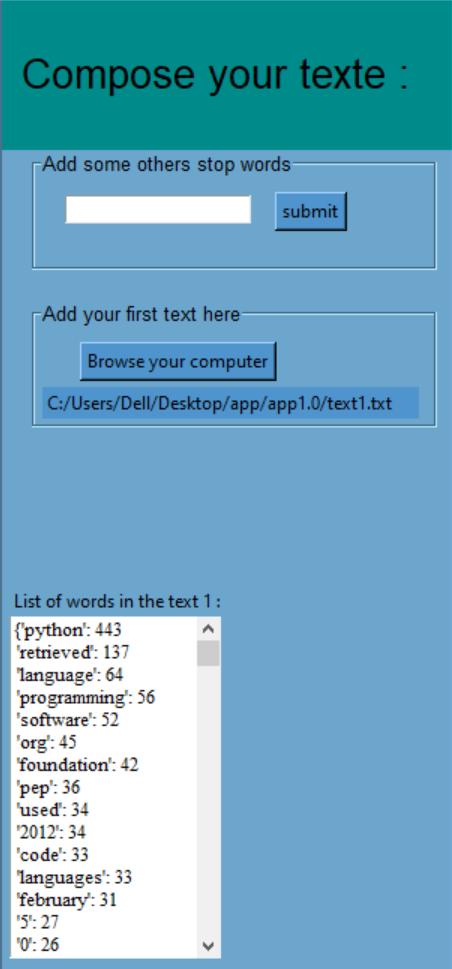 Compose your texte :
Add some others stop words
submit
Add your first text here
Browse your computer
C:/Users/Dell/Desktop/app/app1.0/text1.txt
List of words in the text 1 :
{'python': 443
'retrieved': 137
'language': 64
'programming': 56
'software': 52
'org': 45
'foundation': 42
'pep': 36
'used': 34
'2012': 34
'code': 33
'languages': 33
'february': 31
'5': 27
'0': 26